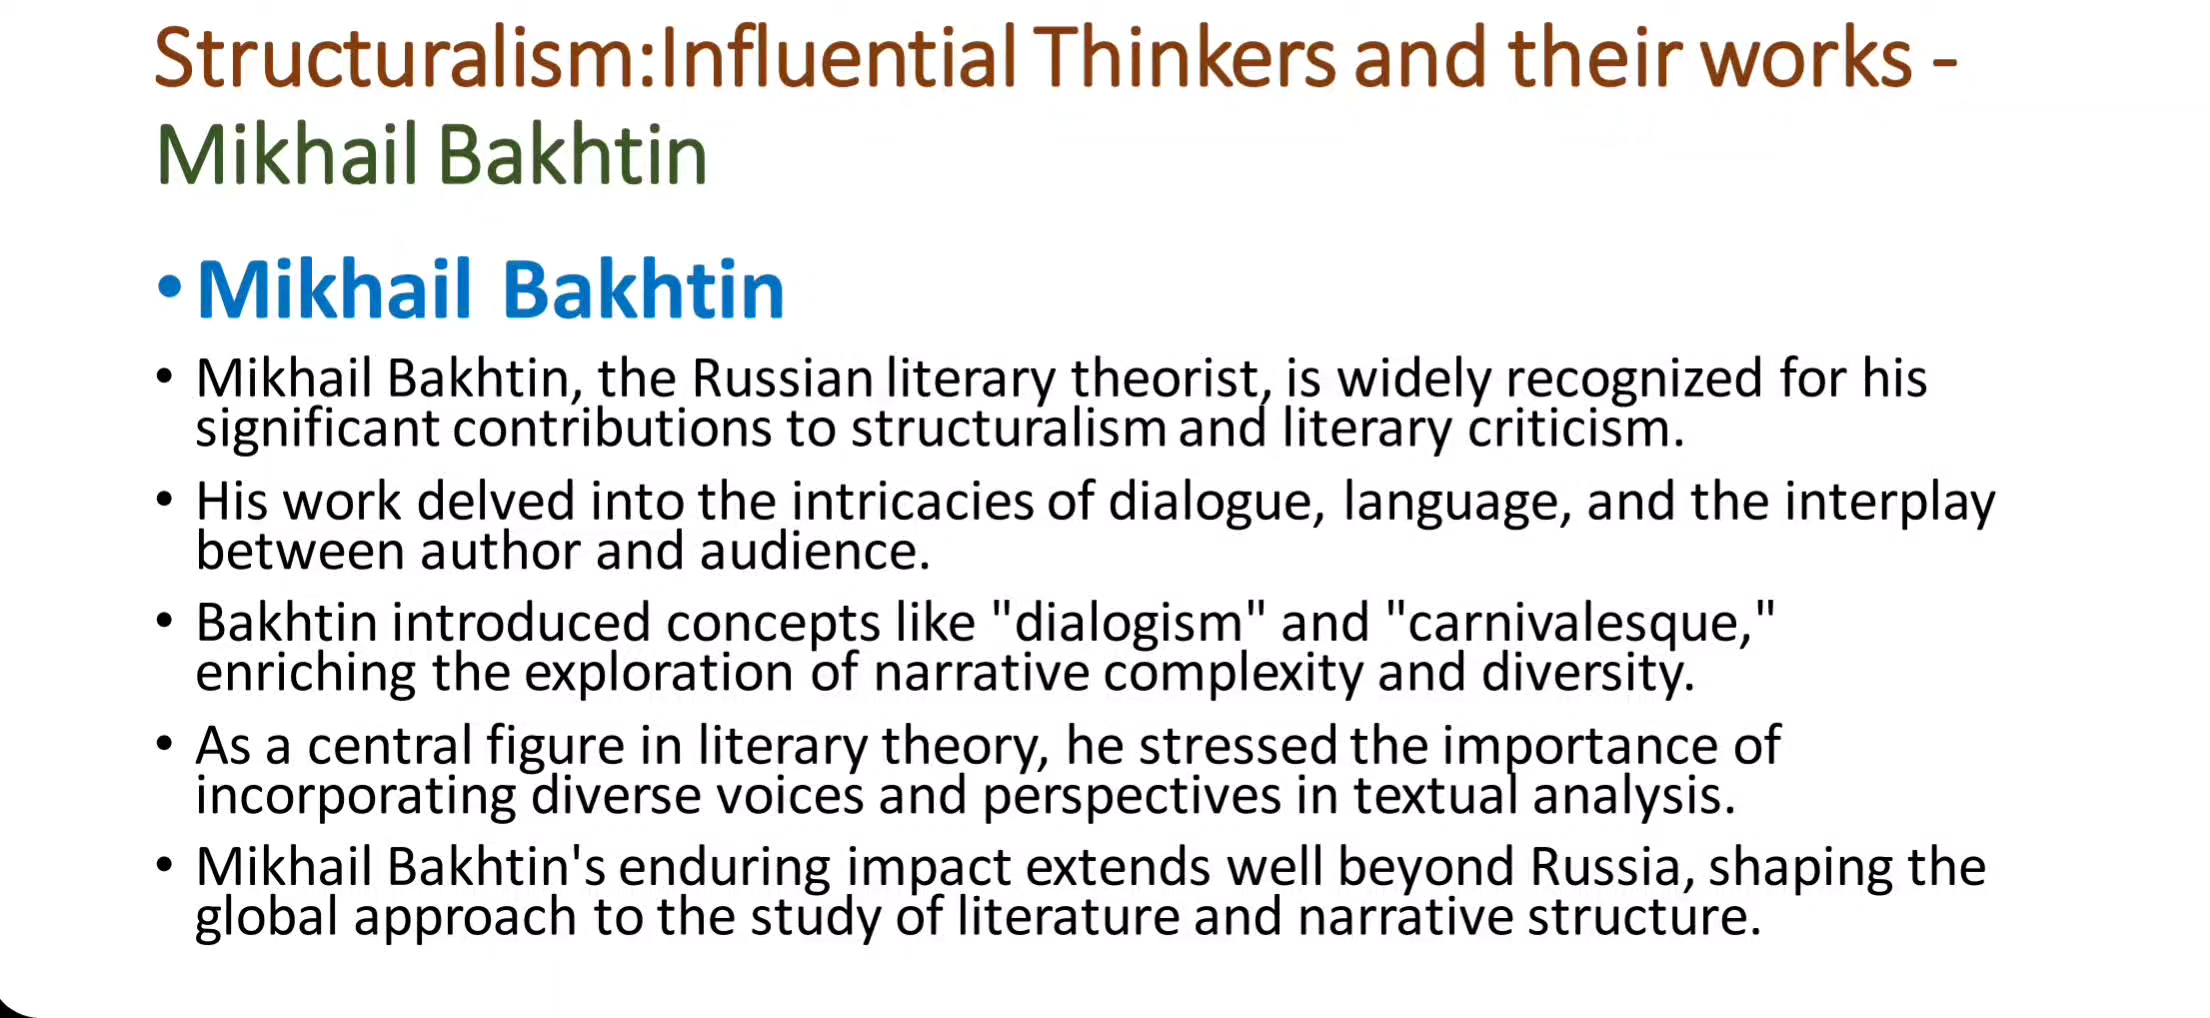 Structuralism:Influential Thinkers and their works -
Mikhail Bakhtin
• Mikhail Bakhtin
• Mikhail Bakhtin, the Russian literary theorist, is widely recognized for his
significant contributions to structuralism and literary criticism.
• His work delved into the intricacies of dialogue, language, and the interplay
between author and audience.
• Bakhtin introduced concepts like "dialogism" and "carnivalesque,"
enriching the exploration of narrative complexity and diversity.
• As a central figure in literary theory, he stressed the importance of
incorporating diverse voices and perspectives in textual analysis.
• Mikhail Bakhtin's enduring impact extends well beyond Russia, shaping the
global approach to the study of literature and narrative structure.